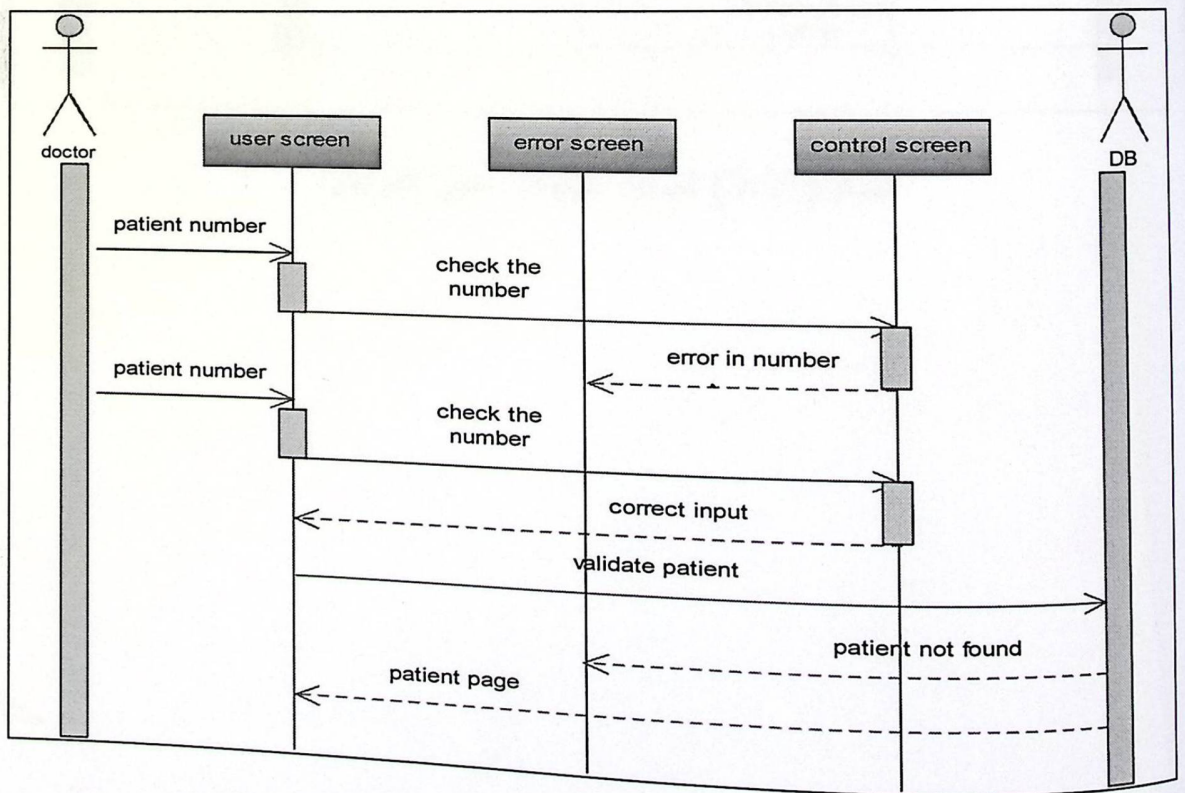 doctor
user screen
error screen
control screen
DB
patient number
check the
number
error in number
patient number
check the
number
correct input
validate patient
patient not found
patient page